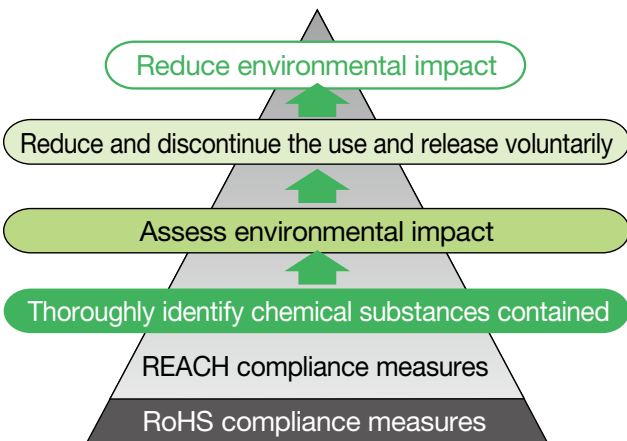 Reduce environmental impact
Reduce and discontinue the use and release voluntarily
Assess environmental impact
Thoroughly identify chemical substances contained
REACH compliance measures
RoHS compliance measures